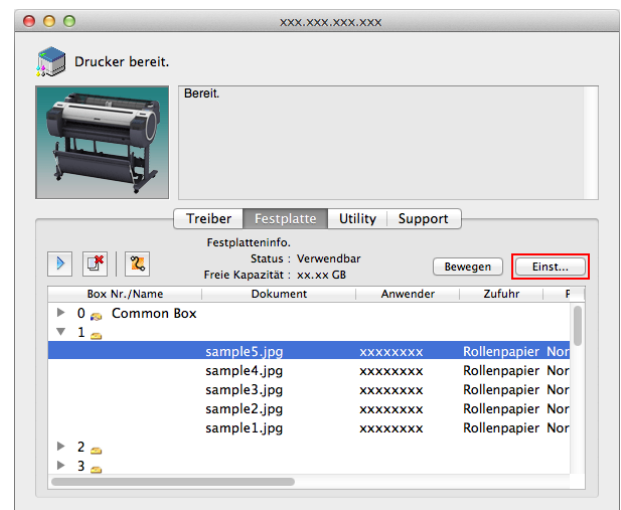 xxx.xxx.xxx.xxx
Drucker bereit.
Bereit.
Treiber Festplatte Utility Support
Festplatteninfo.
Status : Verwendbar
Freie Kapazität : xx.xx GB
Bewegen Einst...
Box Nr./Name Dokument Anwender Zufuhr
0 Common Box
1
sample5.jpg xxxxxxxx Rollenpapier Nor
sample4.jpg xxxxxxxx Rollenpapier Nor
sample3.jpg xxxxxxxx Rollenpapier Nor
sample2.jpg xxxxxxxx Rollenpapier Nor
sample1.jpg xxxxxxxx Rollenpapier Nor
2
3